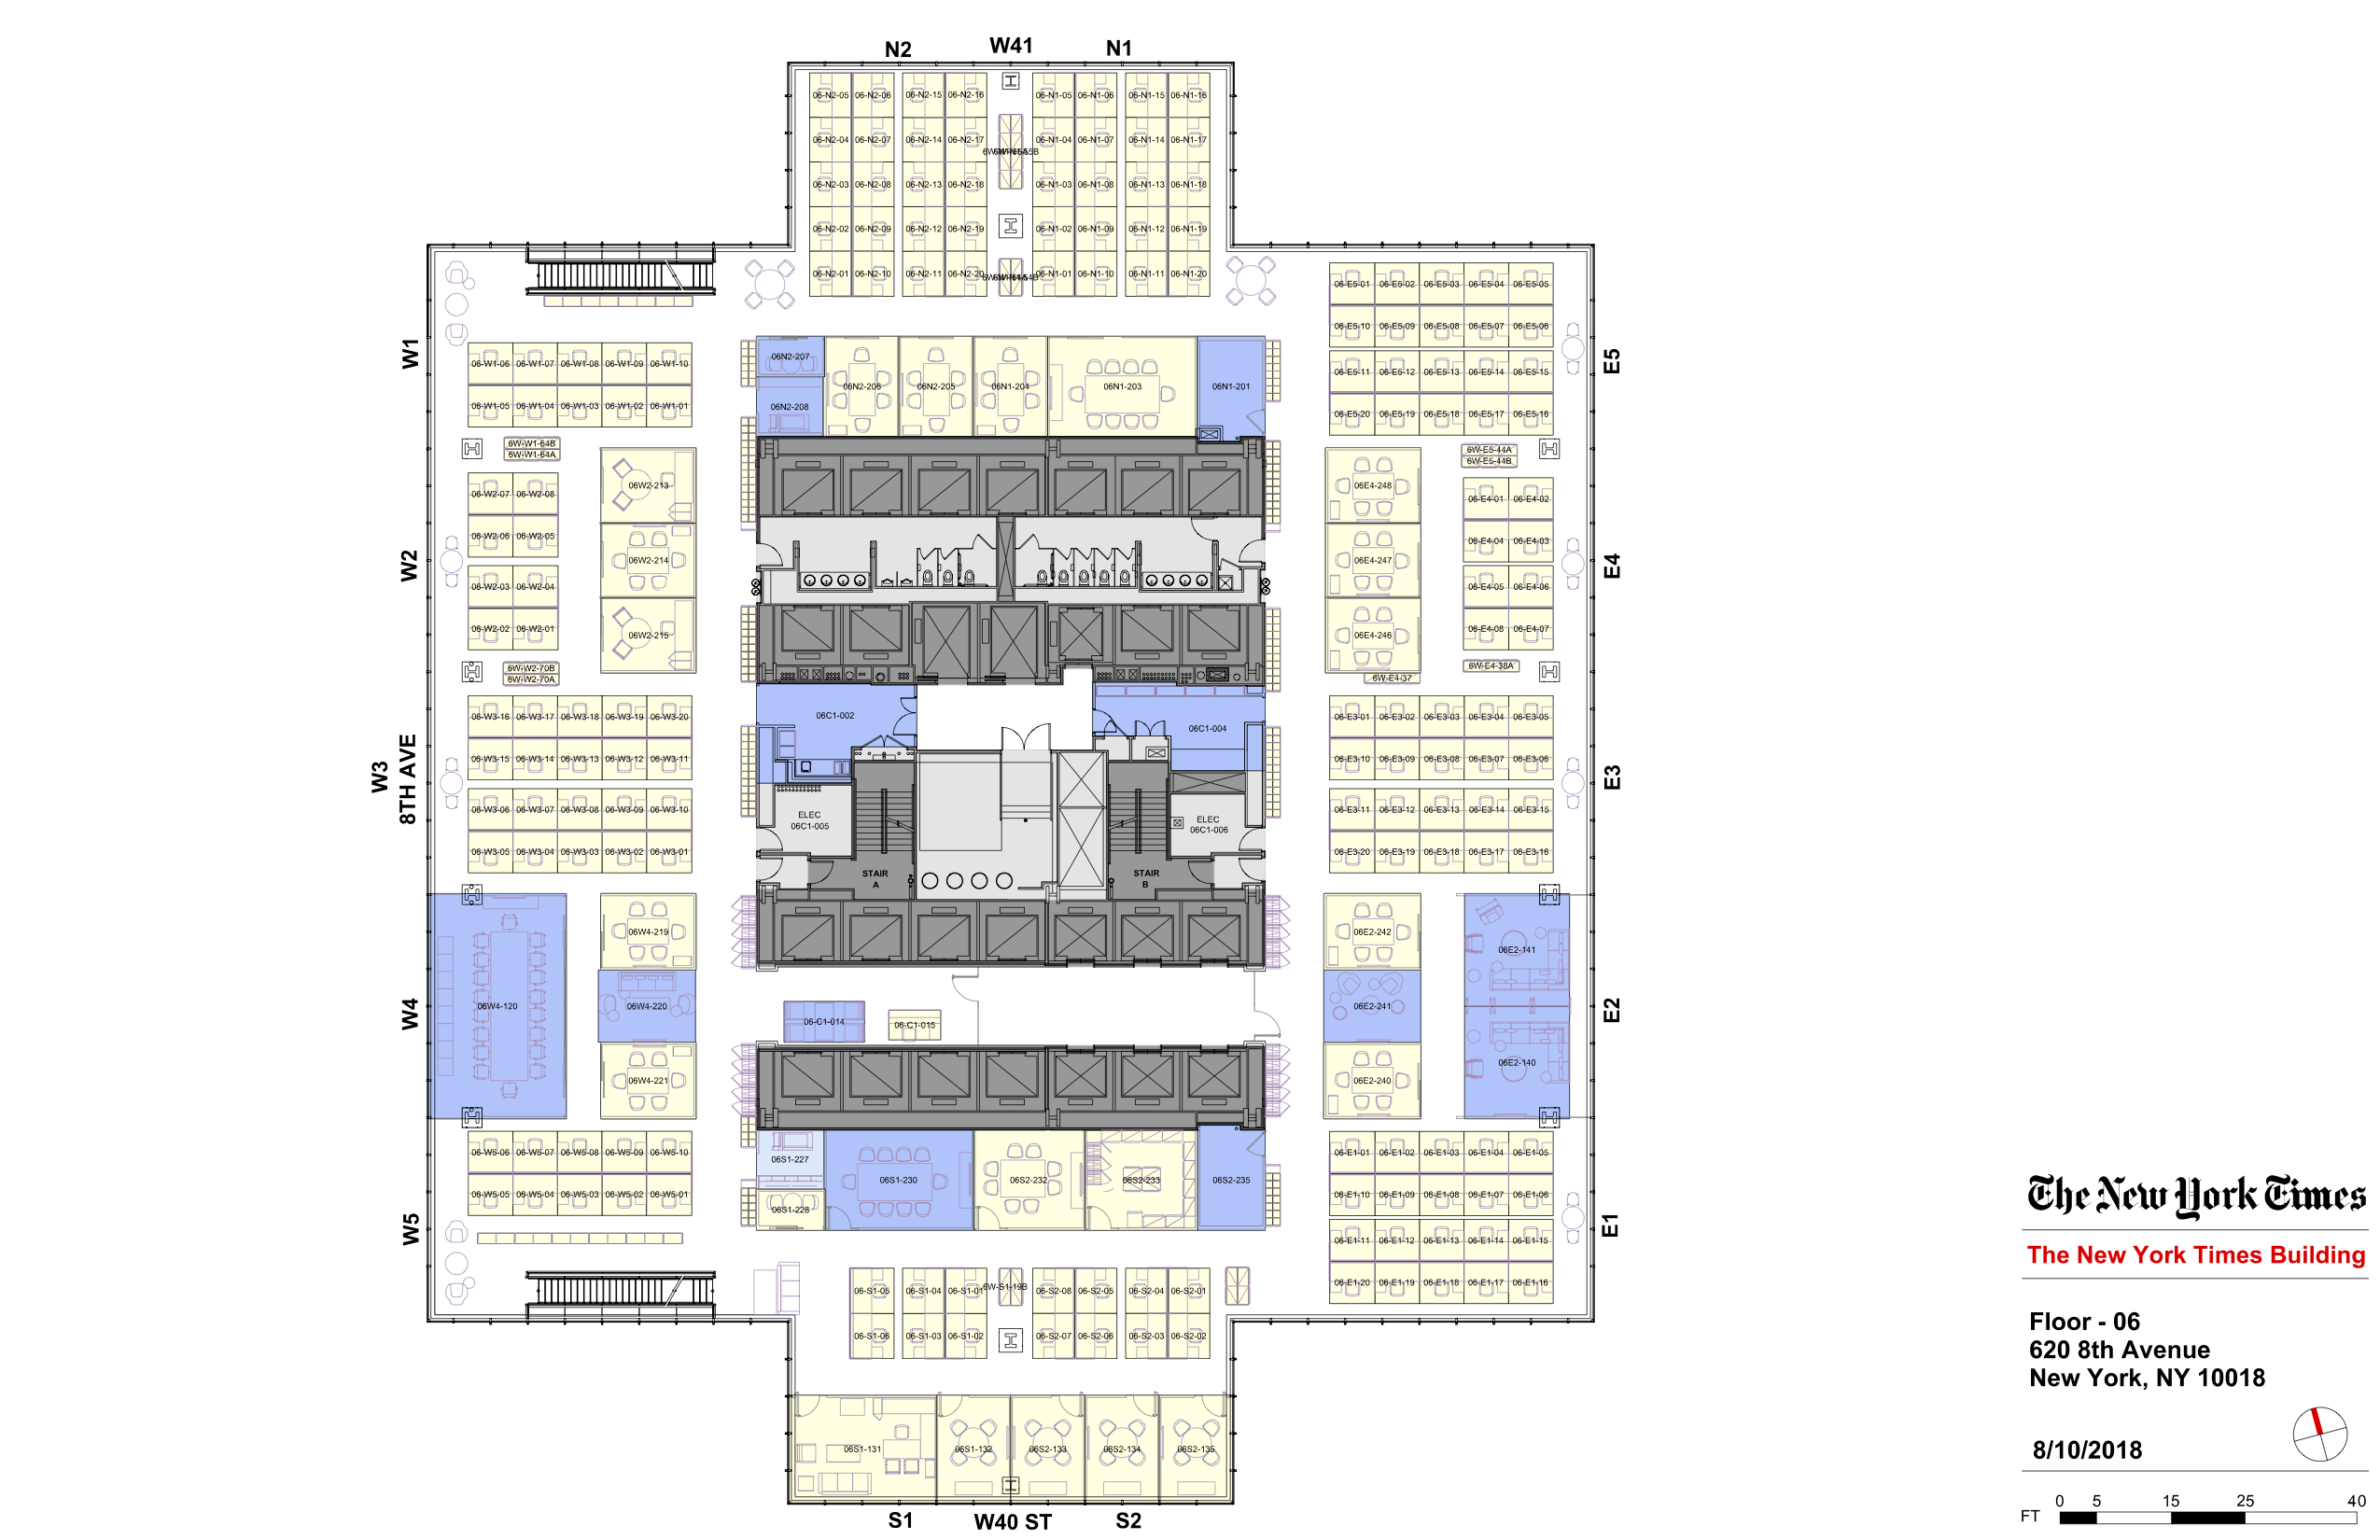 N2 W41 N1
06-N2-05 06-N2-06 06-N2-15 06-N2-16 06-N1-05 06-N1-06 06-N1-15 06-N1-16
06-N2-04 06-N2-07 06-N2-14 06-N2-17 06-N1-04 06-N1-07 06-N1-14 06-N1-17
06-N2-03 06-N2-08 06-N2-13 06-N2-18 06-N1-03 06-N1-08 06-N1-13 06-N1-18
06-N2-02 06-N2-09 06-N2-12 06-N2-19 06-N1-02 06-N1-09 06-N1-12 06-N1-19
06-N2-01 06-N2-10 06-N2-11 06-N2-20 06-N1-01 06-N1-10 06-N1-11 06-N1-20
06-E5-01 06-E5-02 06-E5-03 06-E5-04 06-E5-05
06-E5-10 06-E5-09 06-E5-08 06-E5-07 06-E5-06
W1
06-W1-06 06-W1-07 06-W1-08 06-W1-09 06-W1-10
06-W1-05 06-W1-04 06-W1-03 06-W1-02 06-W1-01
06N2-207
06N2-208
06N2-206 06N2-205 06N1-204 06N1-203 06N1-201
E5
06-E5-11 06-E5-12 06-E5-13 06-E5-14 06-E5-15
06-E5-20 06-E5-19 06-E5-18 06-E5-17 06-E5-16
6W-W1-64B
6W-W1-64A
6W-E5-44A
6W-E5-44B
W2
06-W2-07 06-W2-08
06-W2-06 06-W2-05
06-W2-03 06-W2-04
06-W2-02 06-W2-01
06W2-213
06W2-214
06W2-215
06E4-248
06E4-247
06E4-246
06-E4-01 06-E4-02
06-E4-04 06-E4-03
06-E4-05 06-E4-06
06-E4-08 06-E4-07
E4
6W-W2-70B
6W-W2-70A
6W-E4-38A
6W-E4-37
W3
8TH AVE
06-W3-16 06-W3-17 06-W3-18 06-W3-19 06-W3-20
06-W3-15 06-W3-14 06-W3-13 06-W3-12 06-W3-11
06-W3-06 06-W3-07 06-W3-08 06-W3-09 06-W3-10
06-W3-05 06-W3-04 06-W3-03 06-W3-02 06-W3-01
06C1-002
06C1-004
ELEC
06C1-005
ELEC
06C1-006
STAIR
A
STAIR
B
06-E3-01 06-E3-02 06-E3-03 06-E3-04 06-E3-05
06-E3-10 06-E3-09 06-E3-08 06-E3-07 06-E3-06
06-E3-11 06-E3-12 06-E3-13 06-E3-14 06-E3-15
06-E3-20 06-E3-19 06-E3-18 06-E3-17 06-E3-16
E3
W4
06W4-120
06W4-219
06W4-220
06W4-221
06-C1-014 06-C1-015
06E2-242
06E2-241
06E2-240
06E2-141
06E2-140
E2
W5
06-W5-06 06-W5-07 06-W5-08 06-W5-09 06-W5-10
06-W5-05 06-W5-04 06-W5-03 06-W5-02 06-W5-01
06S1-227
06S1-228
06S1-230 06S2-232 06S2-233 06S2-235
06-E1-01 06-E1-02 06-E1-03 06-E1-04 06-E1-05
06-E1-10 06-E1-09 06-E1-08 06-E1-07 06-E1-06
06-E1-11 06-E1-12 06-E1-13 06-E1-14 06-E1-15
06-E1-20 06-E1-19 06-E1-18 06-E1-17 06-E1-16
E1
06-S1-05 06-S1-04 06-S1-01 6W-S1-19B 06-S2-08 06-S2-05 06-S2-04 06-S2-01
06-S1-06 06-S1-03 06-S1-02 06-S2-07 06-S2-06 06-S2-03 06-S2-02
06S1-131 06S1-132 06S2-133 06S2-134 06S2-135
S1 W40 ST S2
The New York Times
The New York Times Building
Floor - 06
620 8th Avenue
New York, NY 10018
8/10/2018
0 5 15 25 40
FT